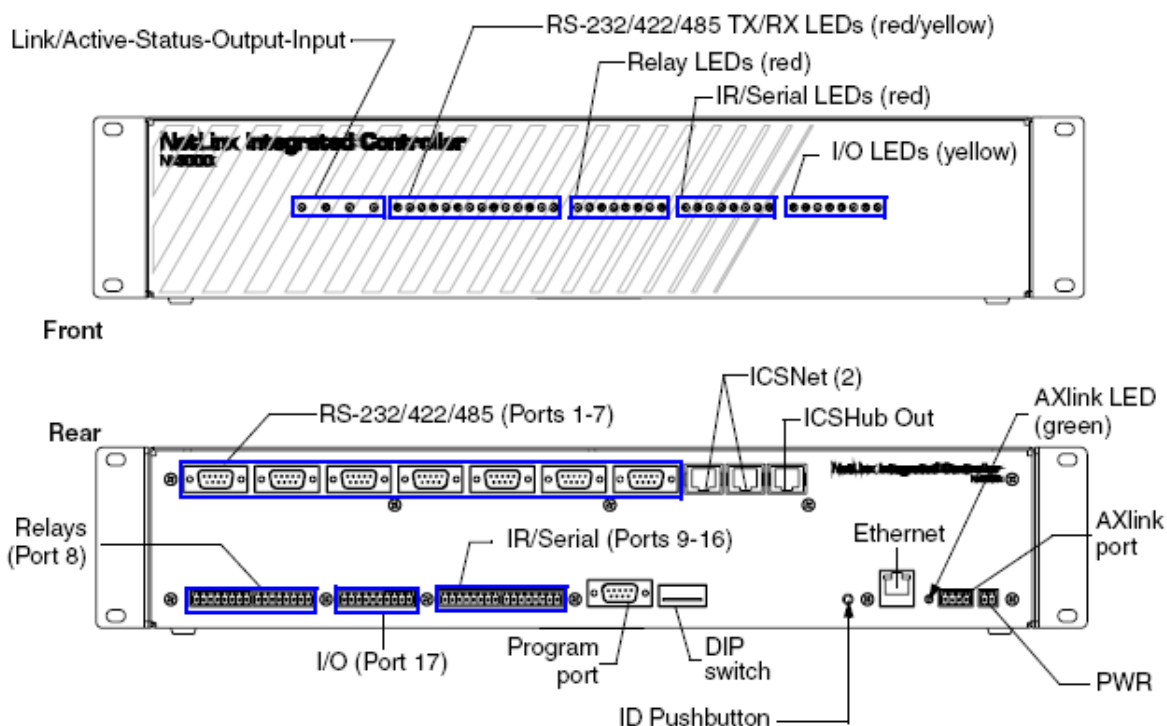 RS-232/422/485 TX/RX LEDs (red/yellow)
Link/Active-Status-Output-Input
Relay LEDs (red)
IR/Serial LEDs (red)
I/O LEDs (yellow)
NetLinx Integrated Controller
Front
ICSNet (2)
AXlink LED
(green)
RS-232/422/485 (Ports 1-7)
ICSHub Out
Rear
NetLinx Integrated Controller
Relays
(Port 8)
IR/Serial (Ports 9-16)
Ethernet
AXlink
port
I/O (Port 17)
Program
port
DIP
switch
PWR
ID Pushbutton